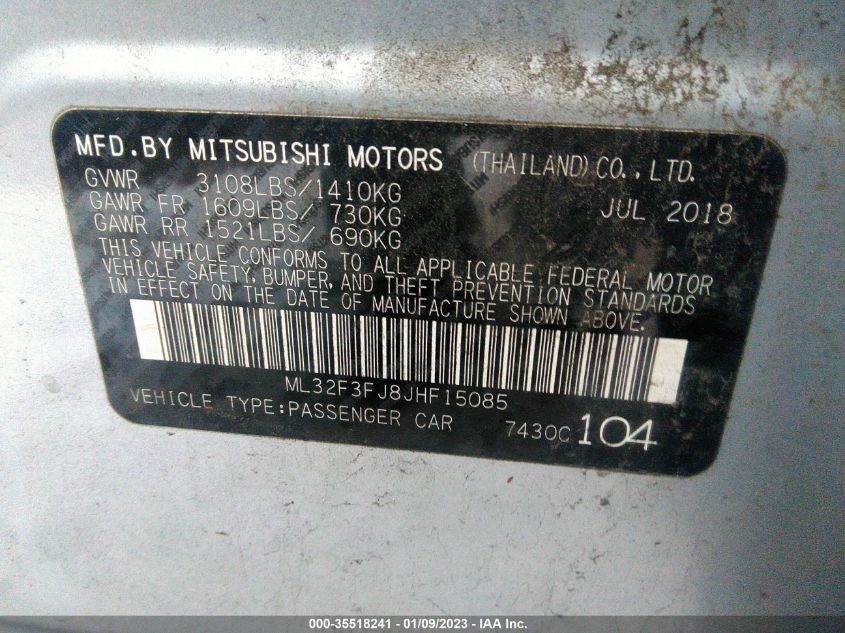 MFD.BY MITSUBISHI MOTORS (THAILAND) CO.,LTD.
GVWR 3108LBS/1410KG JUL 2018
GAWR FR 1609LBS/ 730KG
GAWR RR 1521LBS/ 690KG
THIS VEHICLE CONFORMS TO ALL APPLICABLE FEDERAL MOTOR
VEHICLE SAFETY, BUMPER, AND THEFT PREVENTION STANDARDS
IN EFFECT ON THE DATE OF MANUFACTURE SHOWN ABOVE.
ML32F3FJ8JHF15085
VEHICLE TYPE:PASSENGER CAR 7430C 104
000-35518241 - 01/09/2023 - IAA Inc.